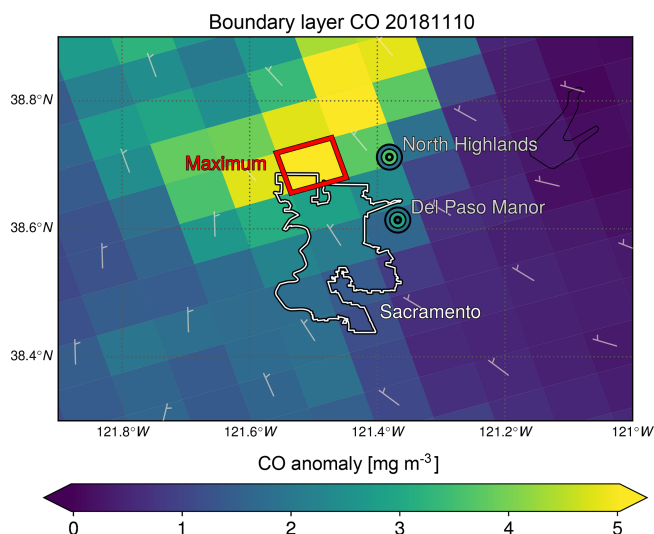 Boundary layer CO 20181110
38.8°N
North Highlands
Maximum
38.6°N
Del Paso Manor
Sacramento
38.4°N
121.8°W 121.6°W 121.4°W 121.2°W 121°W
CO anomaly [mg m⁻³]
0 1 2 3 4 5